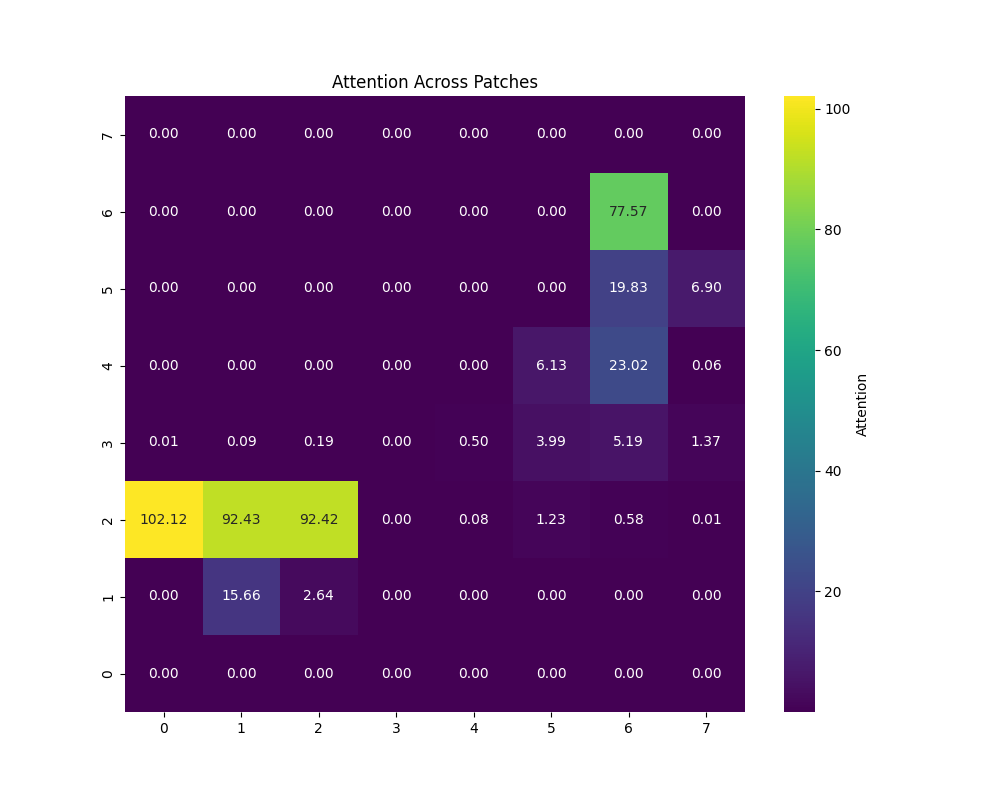 Attention Across Patches
7 0.00 0.00 0.00 0.00 0.00 0.00 0.00 0.00
6 0.00 0.00 0.00 0.00 0.00 0.00 77.57 0.00
5 0.00 0.00 0.00 0.00 0.00 0.00 19.83 6.90
4 0.00 0.00 0.00 0.00 0.00 6.13 23.02 0.06
3 0.01 0.09 0.19 0.00 0.50 3.99 5.19 1.37
2 102.12 92.43 92.42 0.00 0.08 1.23 0.58 0.01
1 0.00 15.66 2.64 0.00 0.00 0.00 0.00 0.00
0 0.00 0.00 0.00 0.00 0.00 0.00 0.00 0.00
0 1 2 3 4 5 6 7
100
80
60
40
20
Attention